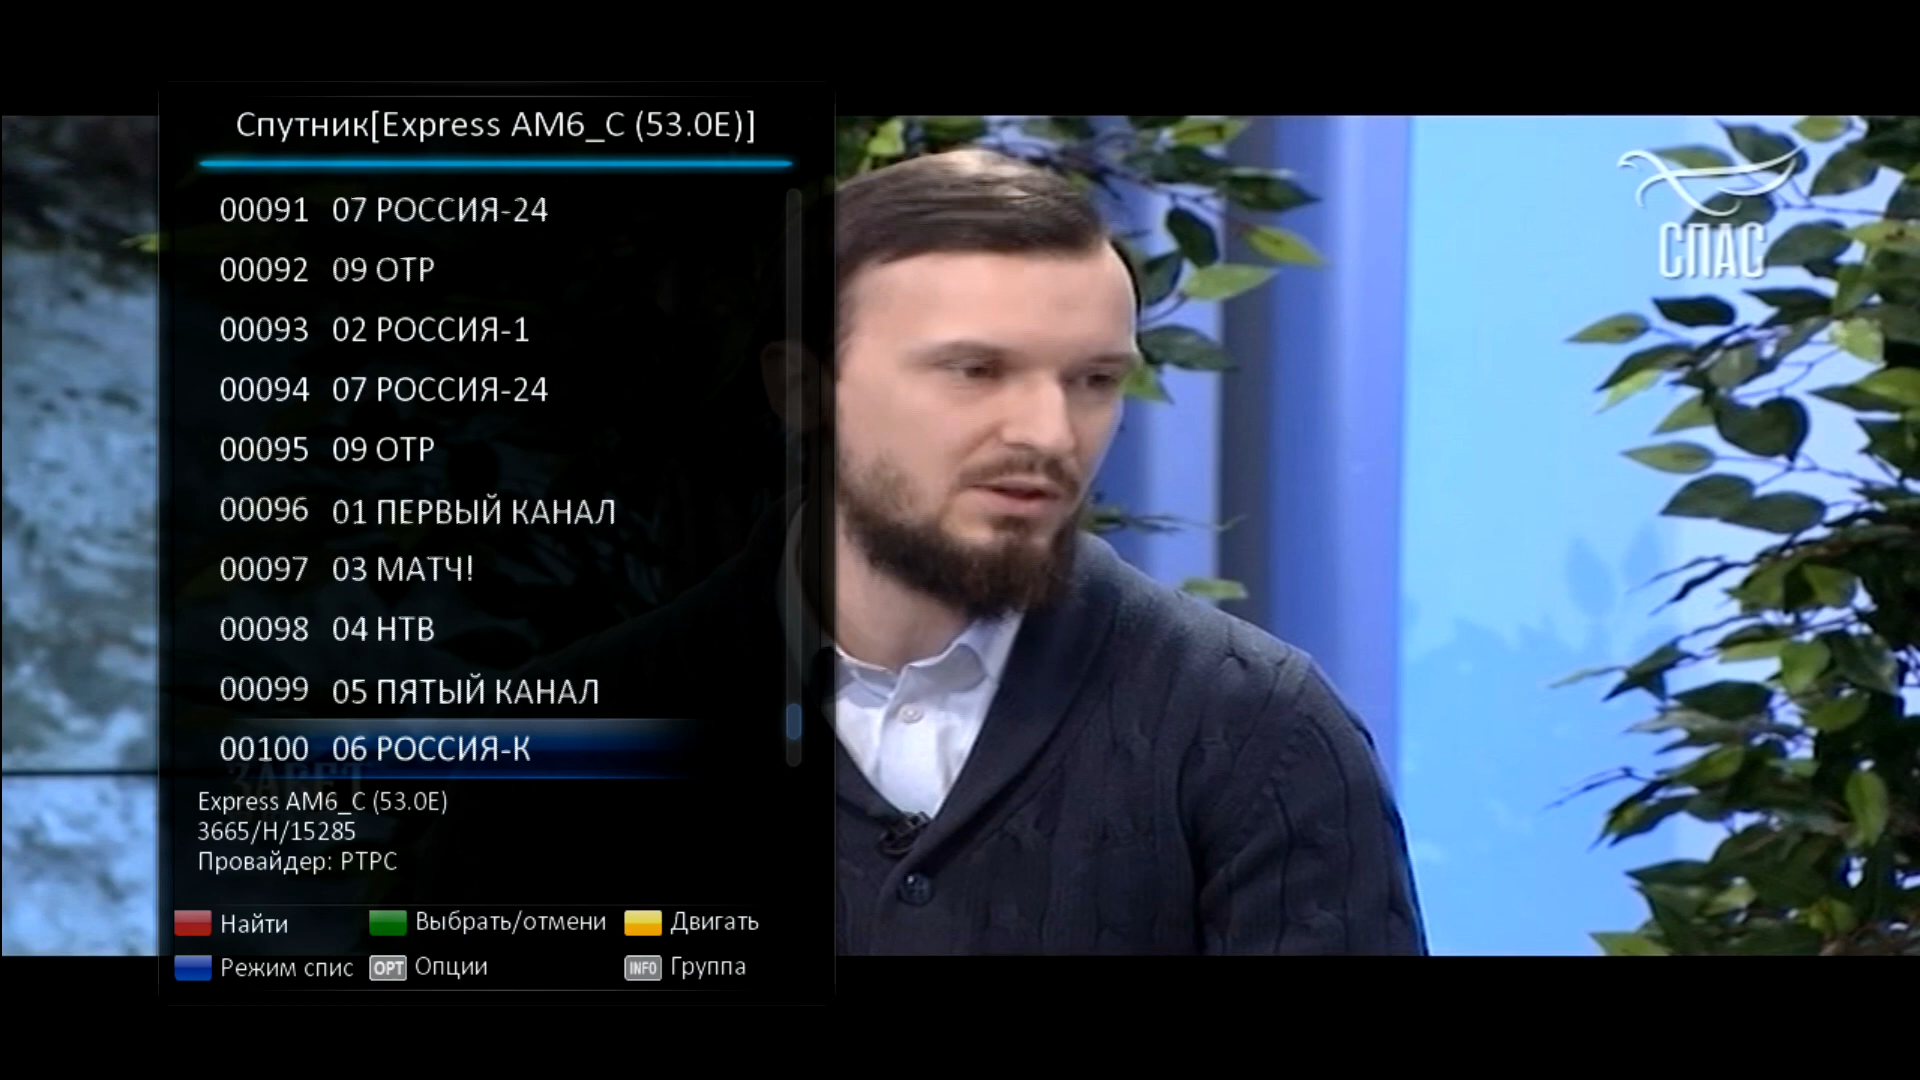 Спутник[Express AM6_C (53.0E)]
00091 07 РОССИЯ-24
00092 09 ОТР
00093 02 РОССИЯ-1
00094 07 РОССИЯ-24
00095 09 ОТР
00096 01 ПЕРВЫЙ КАНАЛ
00097 03 МАТЧ!
00098 04 НТВ
00099 05 ПЯТЫЙ КАНАЛ
00100 06 РОССИЯ-К
ЗАВЕТ
Express AM6_C (53.0E)
3665/H/15285
Провайдер: РТРС
Найти Выбрать/отмени Двигать
Режим спис OPT Опции INFO Группа
СПАС